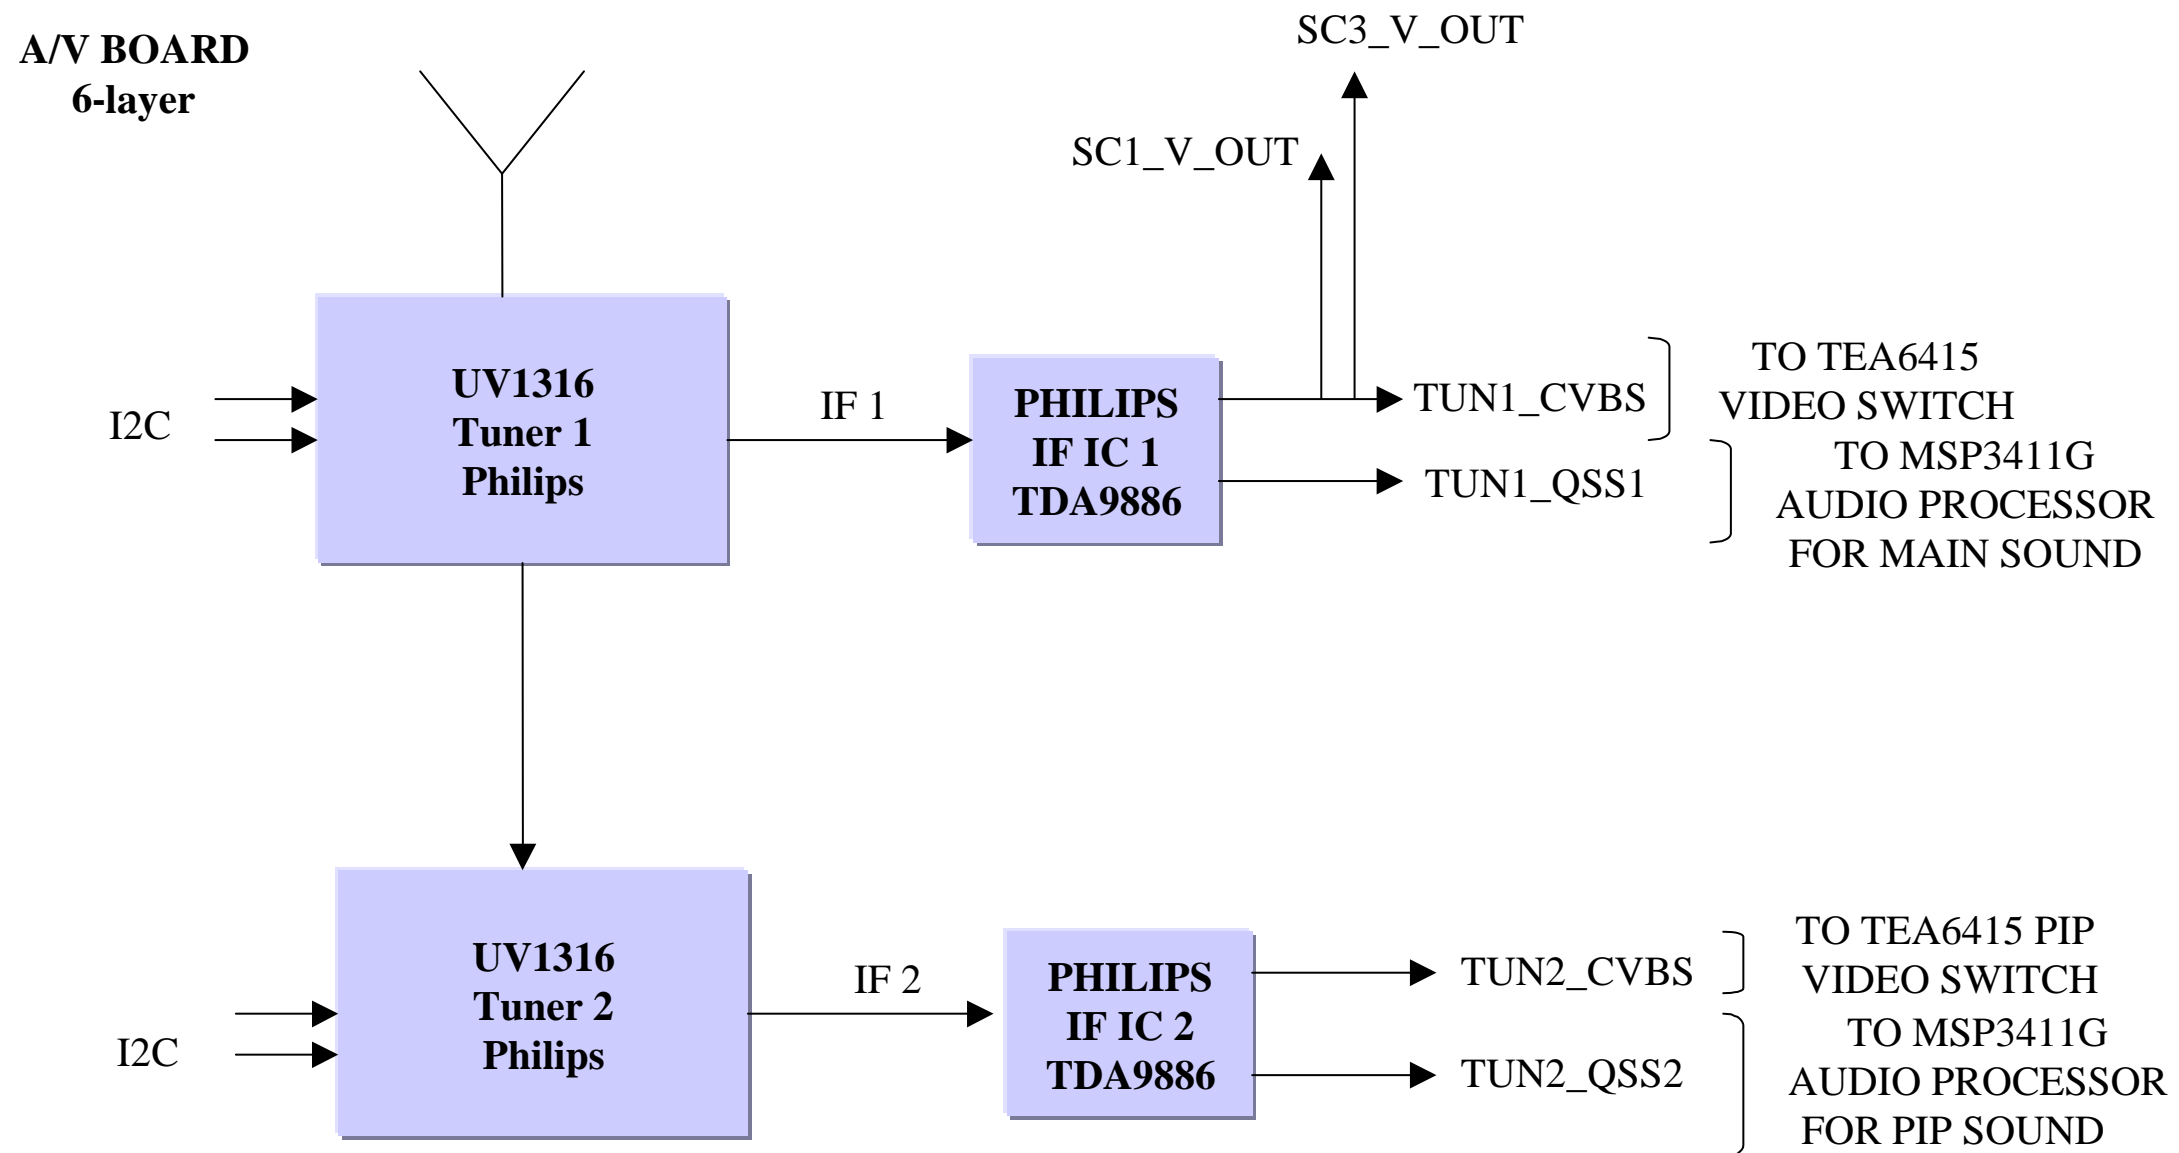 A/V BOARD
6-layer
SC3_V_OUT
SC1_V_OUT
I2C
UV1316
Tuner 1
Philips
IF 1
PHILIPS
IF IC 1
TDA9886
TUN1_CVBS
TUN1_QSS1
TO TEA6415
VIDEO SWITCH
TO MSP3411G
AUDIO PROCESSOR
FOR MAIN SOUND
I2C
UV1316
Tuner 2
Philips
IF 2
PHILIPS
IF IC 2
TDA9886
TUN2_CVBS
TUN2_QSS2
TO TEA6415 PIP
VIDEO SWITCH
TO MSP3411G
AUDIO PROCESSOR
FOR PIP SOUND